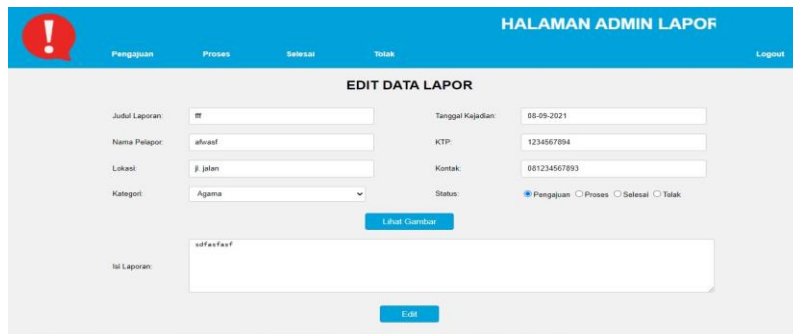 HALAMAN ADMIN LAPOR
Pengajuan Proses Selesai Tolak Logout
EDIT DATA LAPOR
Judul Laporan: fff Tanggal Kejadian: 08-09-2021
Nama Pelapor: afwasf KTP: 1234567894
Lokasi: jl. jalan Kontak: 081234567893
Kategori: Agama Status: Pengajuan Proses Selesai Tolak
Lihat Gambar
Isi Laporan: sdfasfasf
Edit